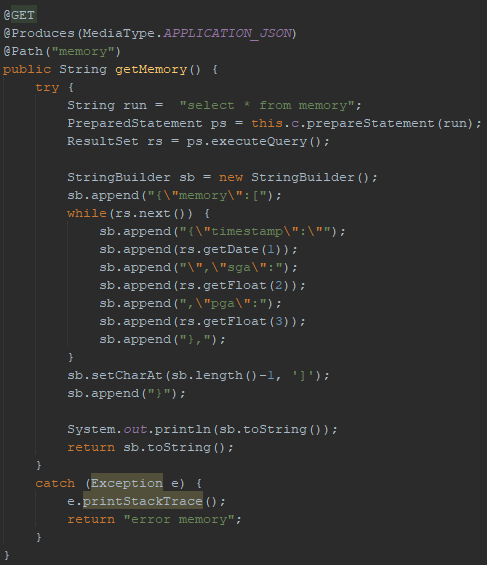 @GET
@Produces(MediaType.APPLICATION_JSON)
@Path("memory")
public String getMemory() {
    try {
        String run =  "select * from memory";
        PreparedStatement ps = this.c.prepareStatement(run);
        ResultSet rs = ps.executeQuery();

        StringBuilder sb = new StringBuilder();
        sb.append("{\"memory\":[");
        while(rs.next()) {
            sb.append("{\"timestamp\":\"");
            sb.append(rs.getDate(1));
            sb.append("\",\"sga\":");
            sb.append(rs.getFloat(2));
            sb.append(",\"pga\":");
            sb.append(rs.getFloat(3));
            sb.append("},");
        }
        sb.setCharAt(sb.length()-1, ']');
        sb.append("}");

        System.out.println(sb.toString());
        return sb.toString();
    }
    catch (Exception e) {
        e.printStackTrace();
        return "error memory";
    }
}